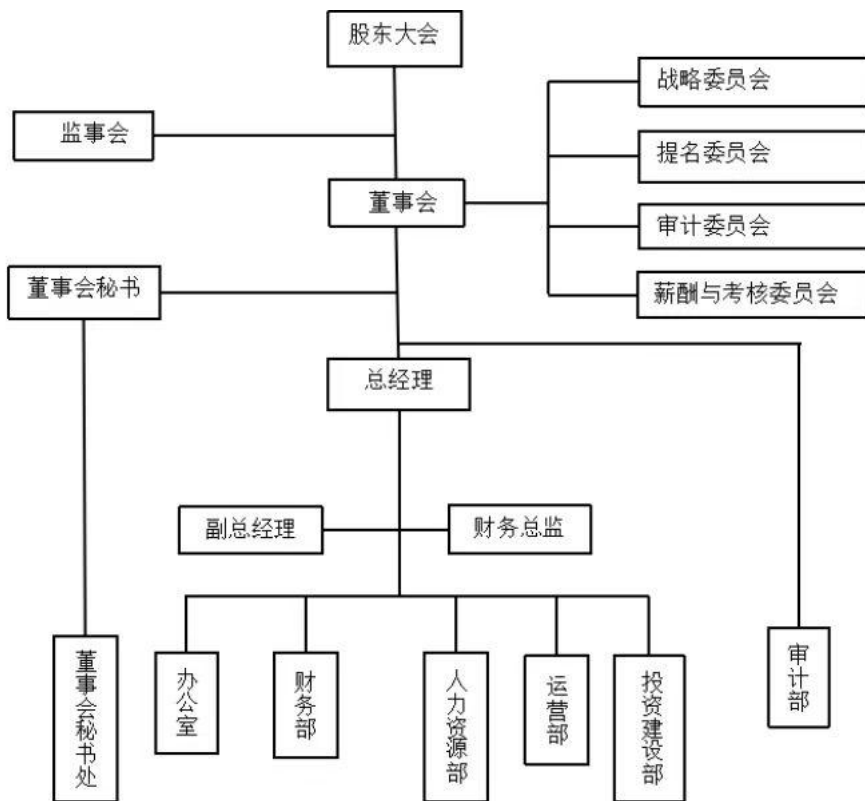 股东大会
战略委员会
监事会
提名委员会
董事会
审计委员会
董事会秘书
薪酬与考核委员会
总经理
副总经理
财务总监
董事会秘书处
办公室
财务部
人力资源部
运营部
投资建设部
审计部